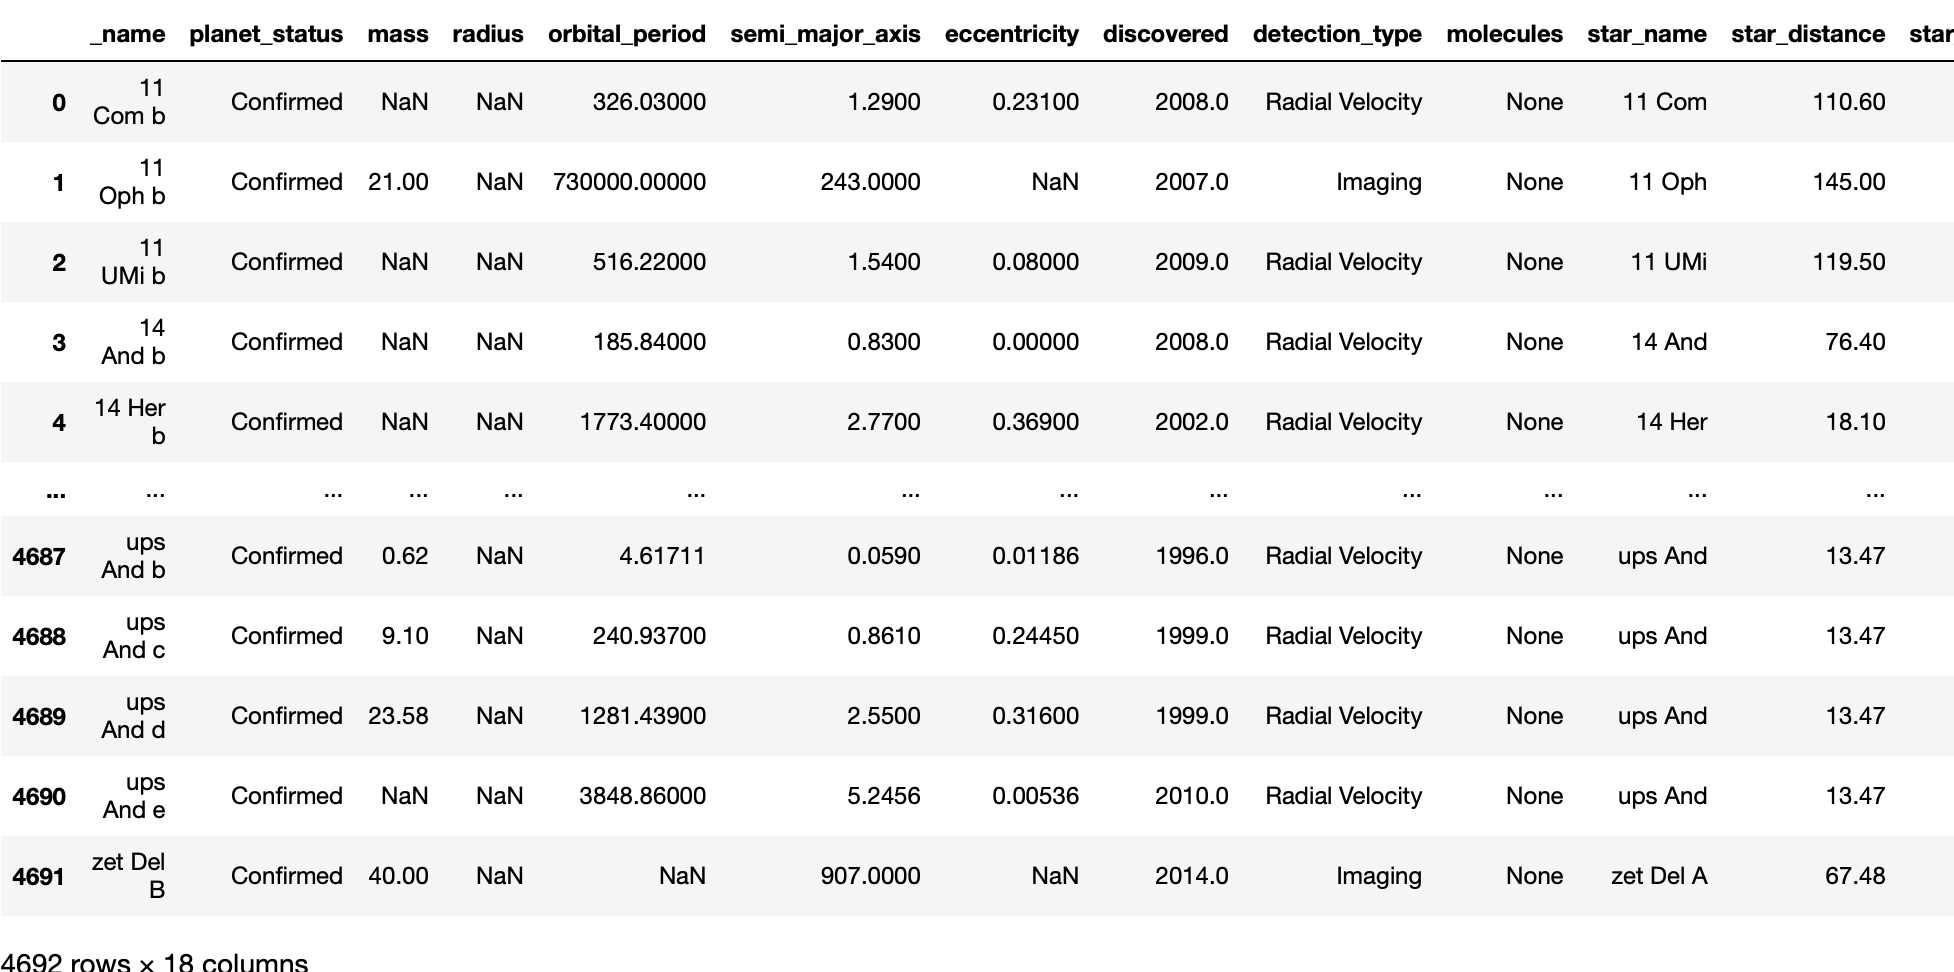 _name planet_status mass radius orbital_period semi_major_axis eccentricity discovered detection_type molecules star_name star_distance star
0 11 Com b Confirmed NaN NaN 326.03000 1.2900 0.23100 2008.0 Radial Velocity None 11 Com 110.60
1 11 Oph b Confirmed 21.00 NaN 730000.00000 243.0000 NaN 2007.0 Imaging None 11 Oph 145.00
2 11 UMi b Confirmed NaN NaN 516.22000 1.5400 0.08000 2009.0 Radial Velocity None 11 UMi 119.50
3 14 And b Confirmed NaN NaN 185.84000 0.8300 0.00000 2008.0 Radial Velocity None 14 And 76.40
4 14 Her b Confirmed NaN NaN 1773.40000 2.7700 0.36900 2002.0 Radial Velocity None 14 Her 18.10
... ... ... ... ... ... ... ... ... ... ... ... ...
4687 ups And b Confirmed 0.62 NaN 4.61711 0.0590 0.01186 1996.0 Radial Velocity None ups And 13.47
4688 ups And c Confirmed 9.10 NaN 240.93700 0.8610 0.24450 1999.0 Radial Velocity None ups And 13.47
4689 ups And d Confirmed 23.58 NaN 1281.43900 2.5500 0.31600 1999.0 Radial Velocity None ups And 13.47
4690 ups And e Confirmed NaN NaN 3848.86000 5.2456 0.00536 2010.0 Radial Velocity None ups And 13.47
4691 zet Del B Confirmed 40.00 NaN NaN 907.0000 NaN 2014.0 Imaging None zet Del A 67.48
4692 rows × 18 columns